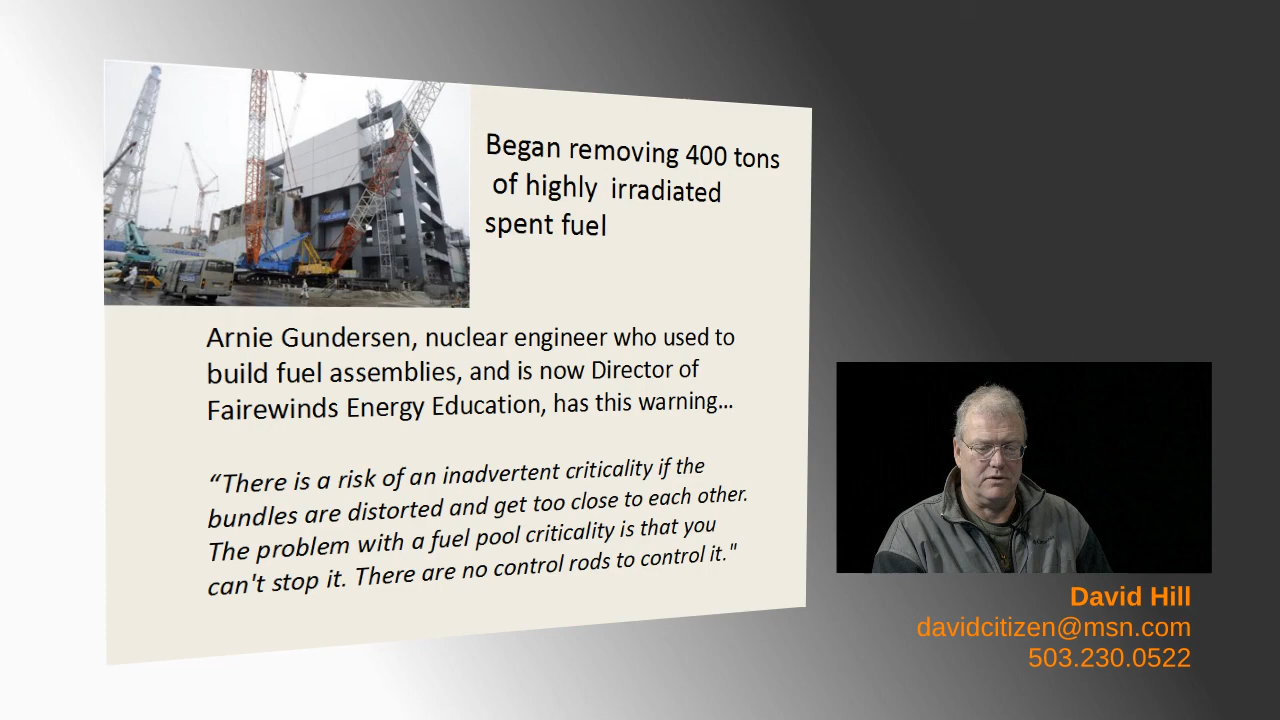 Began removing 400 tons
of highly irradiated
spent fuel
Arnie Gundersen, nuclear engineer who used to
build fuel assemblies, and is now Director of
Fairewinds Energy Education, has this warning…
“There is a risk of an inadvertent criticality if the
bundles are distorted and get too close to each other.
The problem with a fuel pool criticality is that you
can't stop it. There are no control rods to control it."
David Hill
davidcitizen@msn.com
503.230.0522